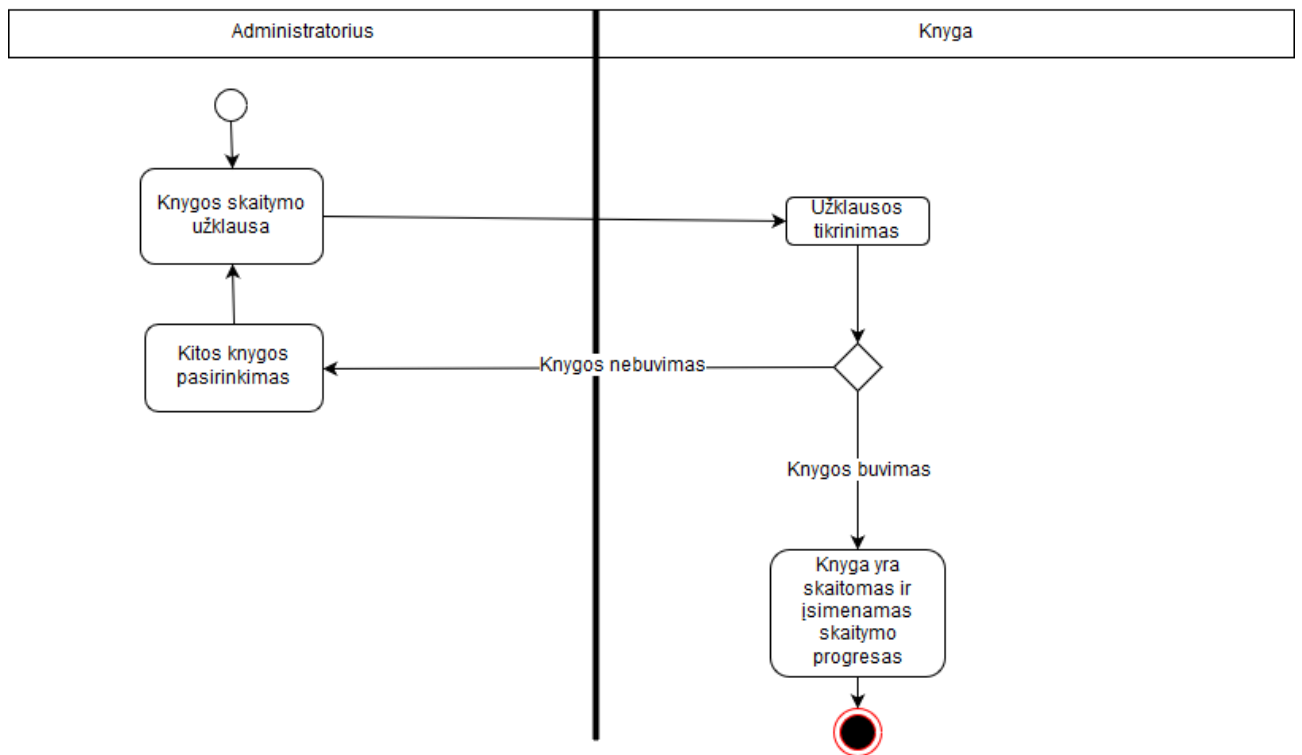 Administratorius
Knyga
Knygos skaitymo
užklausa
Užklausos
tikrinimas
Kitos knygos
pasirinkimas
Knygos nebuvimas
Knygos buvimas
Knyga yra
skaitomas ir
įsimenamas
skaitymo
progresas